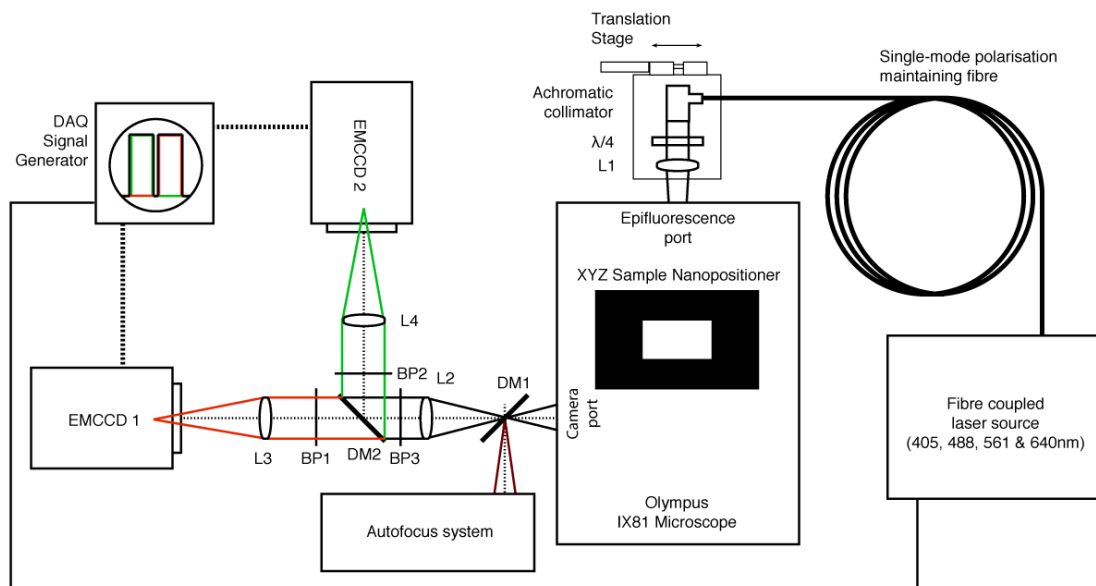 Translation
Stage
Single-mode polarisation
maintaining fibre
Achromatic
collimator
λ/4
L1
DAQ
Signal
Generator
EMCCD 2
Epifluorescence
port
XYZ Sample Nanopositioner
L4
BP2
L2
DM1
Camera
port
EMCCD 1
L3
BP1
DM2
BP3
Fibre coupled
laser source
(405, 488, 561 & 640nm)
Autofocus system
Olympus
IX81 Microscope